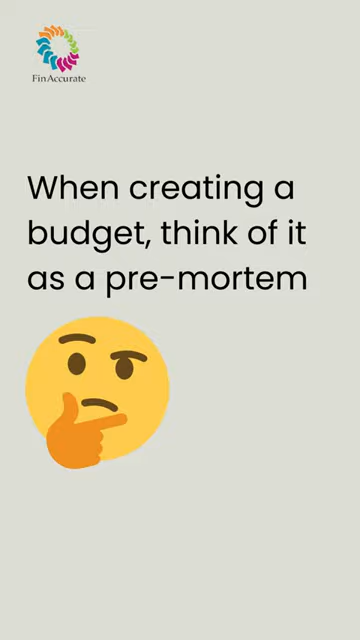 FinAccurate
When creating a
budget, think of it
as a pre-mortem